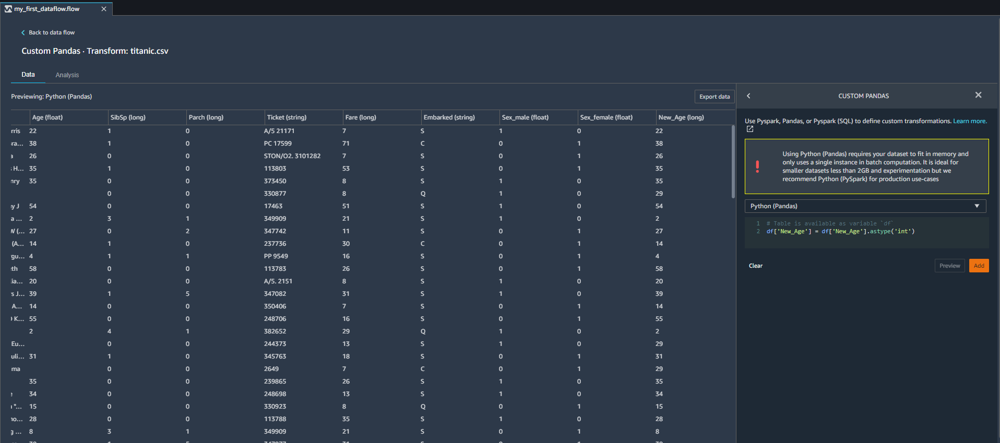 my_first_dataflow.flow
Back to data flow
Custom Pandas · Transform: titanic.csv
Data Analysis
Previewing: Python (Pandas) Export data
Age (float) SibSp (long) Parch (long) Ticket (string) Fare (long) Embarked (string) Sex_male (float) Sex_female (float) New_Age (long)
rris 22 1 0 A/5 21171 7 S 1 0 22
ra... 38 1 0 PC 17599 71 C 0 1 38
a 26 0 0 STON/O2. 3101282 7 S 0 1 26
s H... 35 1 0 113803 53 S 0 1 35
nry 35 0 0 373450 8 S 1 0 35
0 0 330877 8 Q 1 0 29
y J 54 0 0 17463 51 S 1 0 54
a ... 2 3 1 349909 21 S 1 0 2
W (... 27 0 2 347742 11 S 0 1 27
(A... 14 1 0 237736 30 C 0 1 14
rgu... 4 1 1 PP 9549 16 S 0 1 4
th 58 0 0 113783 26 S 0 1 58
ia... 20 0 0 A/5. 2151 8 S 1 0 20
s J... 39 1 5 347082 31 S 1 0 39
A... 14 0 0 350406 7 S 0 1 14
K... 55 0 0 248706 16 S 0 1 55
2 4 1 382652 29 Q 1 0 2
Eu... 0 0 244373 13 S 1 0 29
uli... 31 1 0 345763 18 S 0 1 31
ma 0 0 2649 7 C 0 1 29
35 0 0 239865 26 S 1 0 35
e 34 0 0 248698 13 S 1 0 34
"... 15 0 0 330923 8 Q 0 1 15
no... 28 0 0 113788 35 S 1 0 28
g ... 8 3 1 349909 21 S 0 1 8
CUSTOM PANDAS
Use Pyspark, Pandas, or Pyspark (SQL) to define custom transformations. Learn more.
Using Python (Pandas) requires your dataset to fit in memory and
only uses a single instance in batch computation. It is ideal for
smaller datasets less than 2GB and experimentation but we
recommend Python (PySpark) for production use-cases
Python (Pandas)
1 # Table is available as variable `df`
2 df['New_Age'] = df['New_Age'].astype('int')
Clear Preview Add